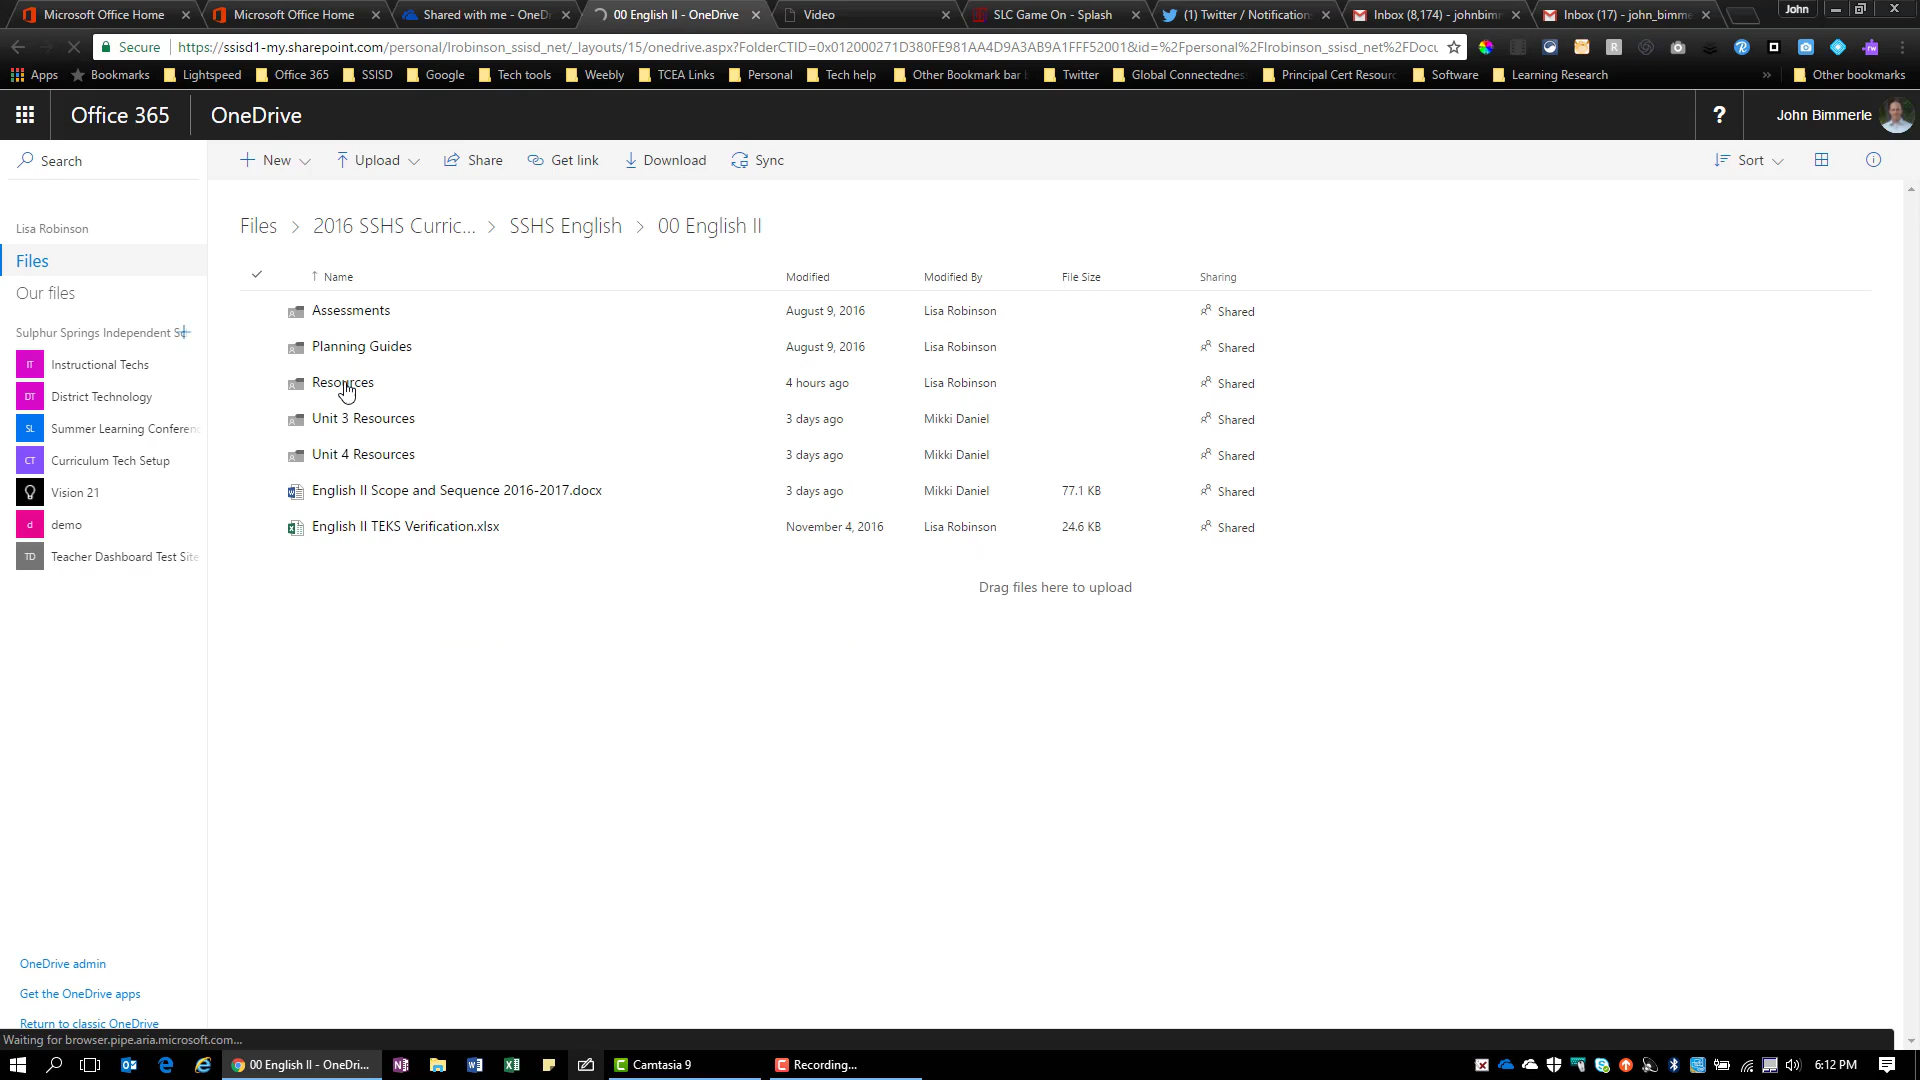 Microsoft Office Home
Microsoft Office Home
Shared with me - OneD
00 English II - OneDrive
Video
SLC Game On - Splash
(1) Twitter / Notification
Inbox (8,174) - johnbimm
Inbox (17) - john_bimme
John
Secure
https://ssisd1-my.sharepoint.com/personal/lrobinson_ssisd_net/_layouts/15/onedrive.aspx?FolderCTID=0x012000271D380FE981AA4D9A3AB9A1FFF52001&id=%2Fpersonal%2Flrobinson_ssisd_net%2FDocu
Apps
Bookmarks
Lightspeed
Office 365
SSISD
Google
Tech tools
Weebly
TCEA Links
Personal
Tech help
Other Bookmark bar
Twitter
Global Connectednes
Principal Cert Resourc
Software
Learning Research
Other bookmarks
Office 365
OneDrive
?
John Bimmerle
Search
New
Upload
Share
Get link
Download
Sync
Sort
Lisa Robinson
Files
Our files
Sulphur Springs Independent Sc
IT Instructional Techs
DT District Technology
SL Summer Learning Conferen
CT Curriculum Tech Setup
Vision 21
d demo
TD Teacher Dashboard Test Site
OneDrive admin
Get the OneDrive apps
Return to classic OneDrive
Files > 2016 SSHS Curric... > SSHS English > 00 English II
Name Modified Modified By File Size Sharing
Assessments August 9, 2016 Lisa Robinson Shared
Planning Guides August 9, 2016 Lisa Robinson Shared
Resources 4 hours ago Lisa Robinson Shared
Unit 3 Resources 3 days ago Mikki Daniel Shared
Unit 4 Resources 3 days ago Mikki Daniel Shared
English II Scope and Sequence 2016-2017.docx 3 days ago Mikki Daniel 77.1 KB Shared
English II TEKS Verification.xlsx November 4, 2016 Lisa Robinson 24.6 KB Shared
Drag files here to upload
Waiting for browser.pipe.aria.microsoft.com...
00 English II - OneDri...
Camtasia 9
Recording...
6:12 PM